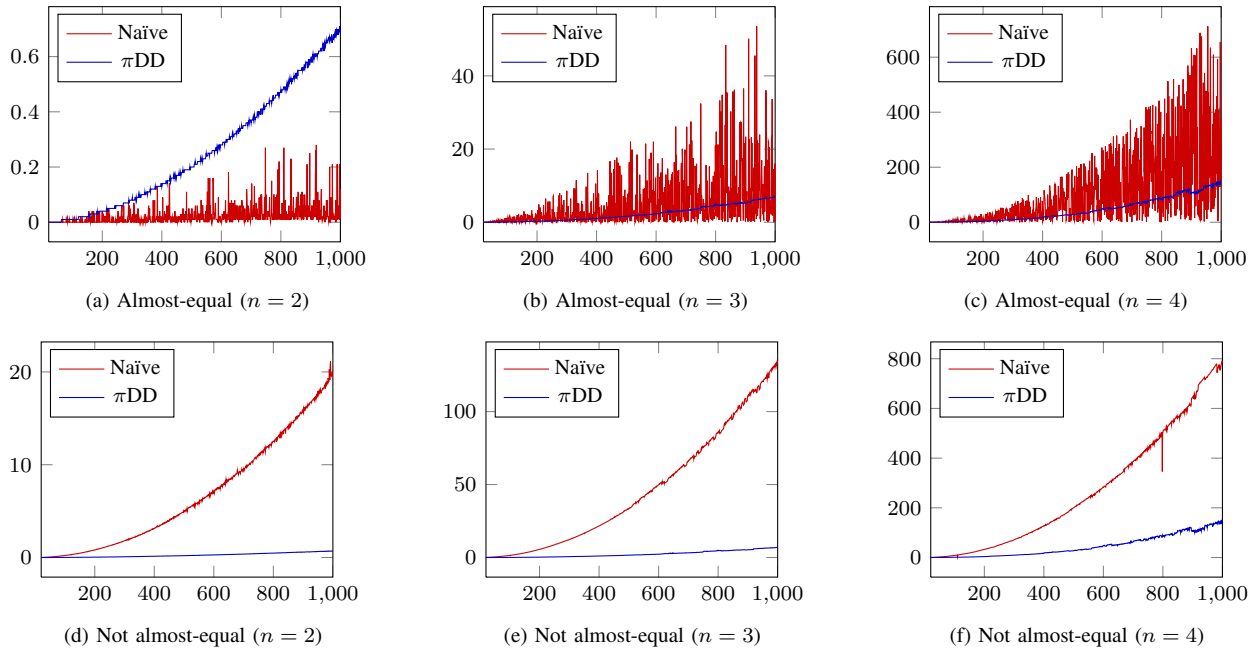 Naïve
πDD
0.6
0.4
0.2
0
200 400 600 800 1,000
(a) Almost-equal (n = 2)
Naïve
πDD
40
20
0
200 400 600 800 1,000
(b) Almost-equal (n = 3)
Naïve
πDD
600
400
200
0
200 400 600 800 1,000
(c) Almost-equal (n = 4)
Naïve
πDD
20
10
0
200 400 600 800 1,000
(d) Not almost-equal (n = 2)
Naïve
πDD
100
50
0
200 400 600 800 1,000
(e) Not almost-equal (n = 3)
Naïve
πDD
800
600
400
200
0
200 400 600 800 1,000
(f) Not almost-equal (n = 4)